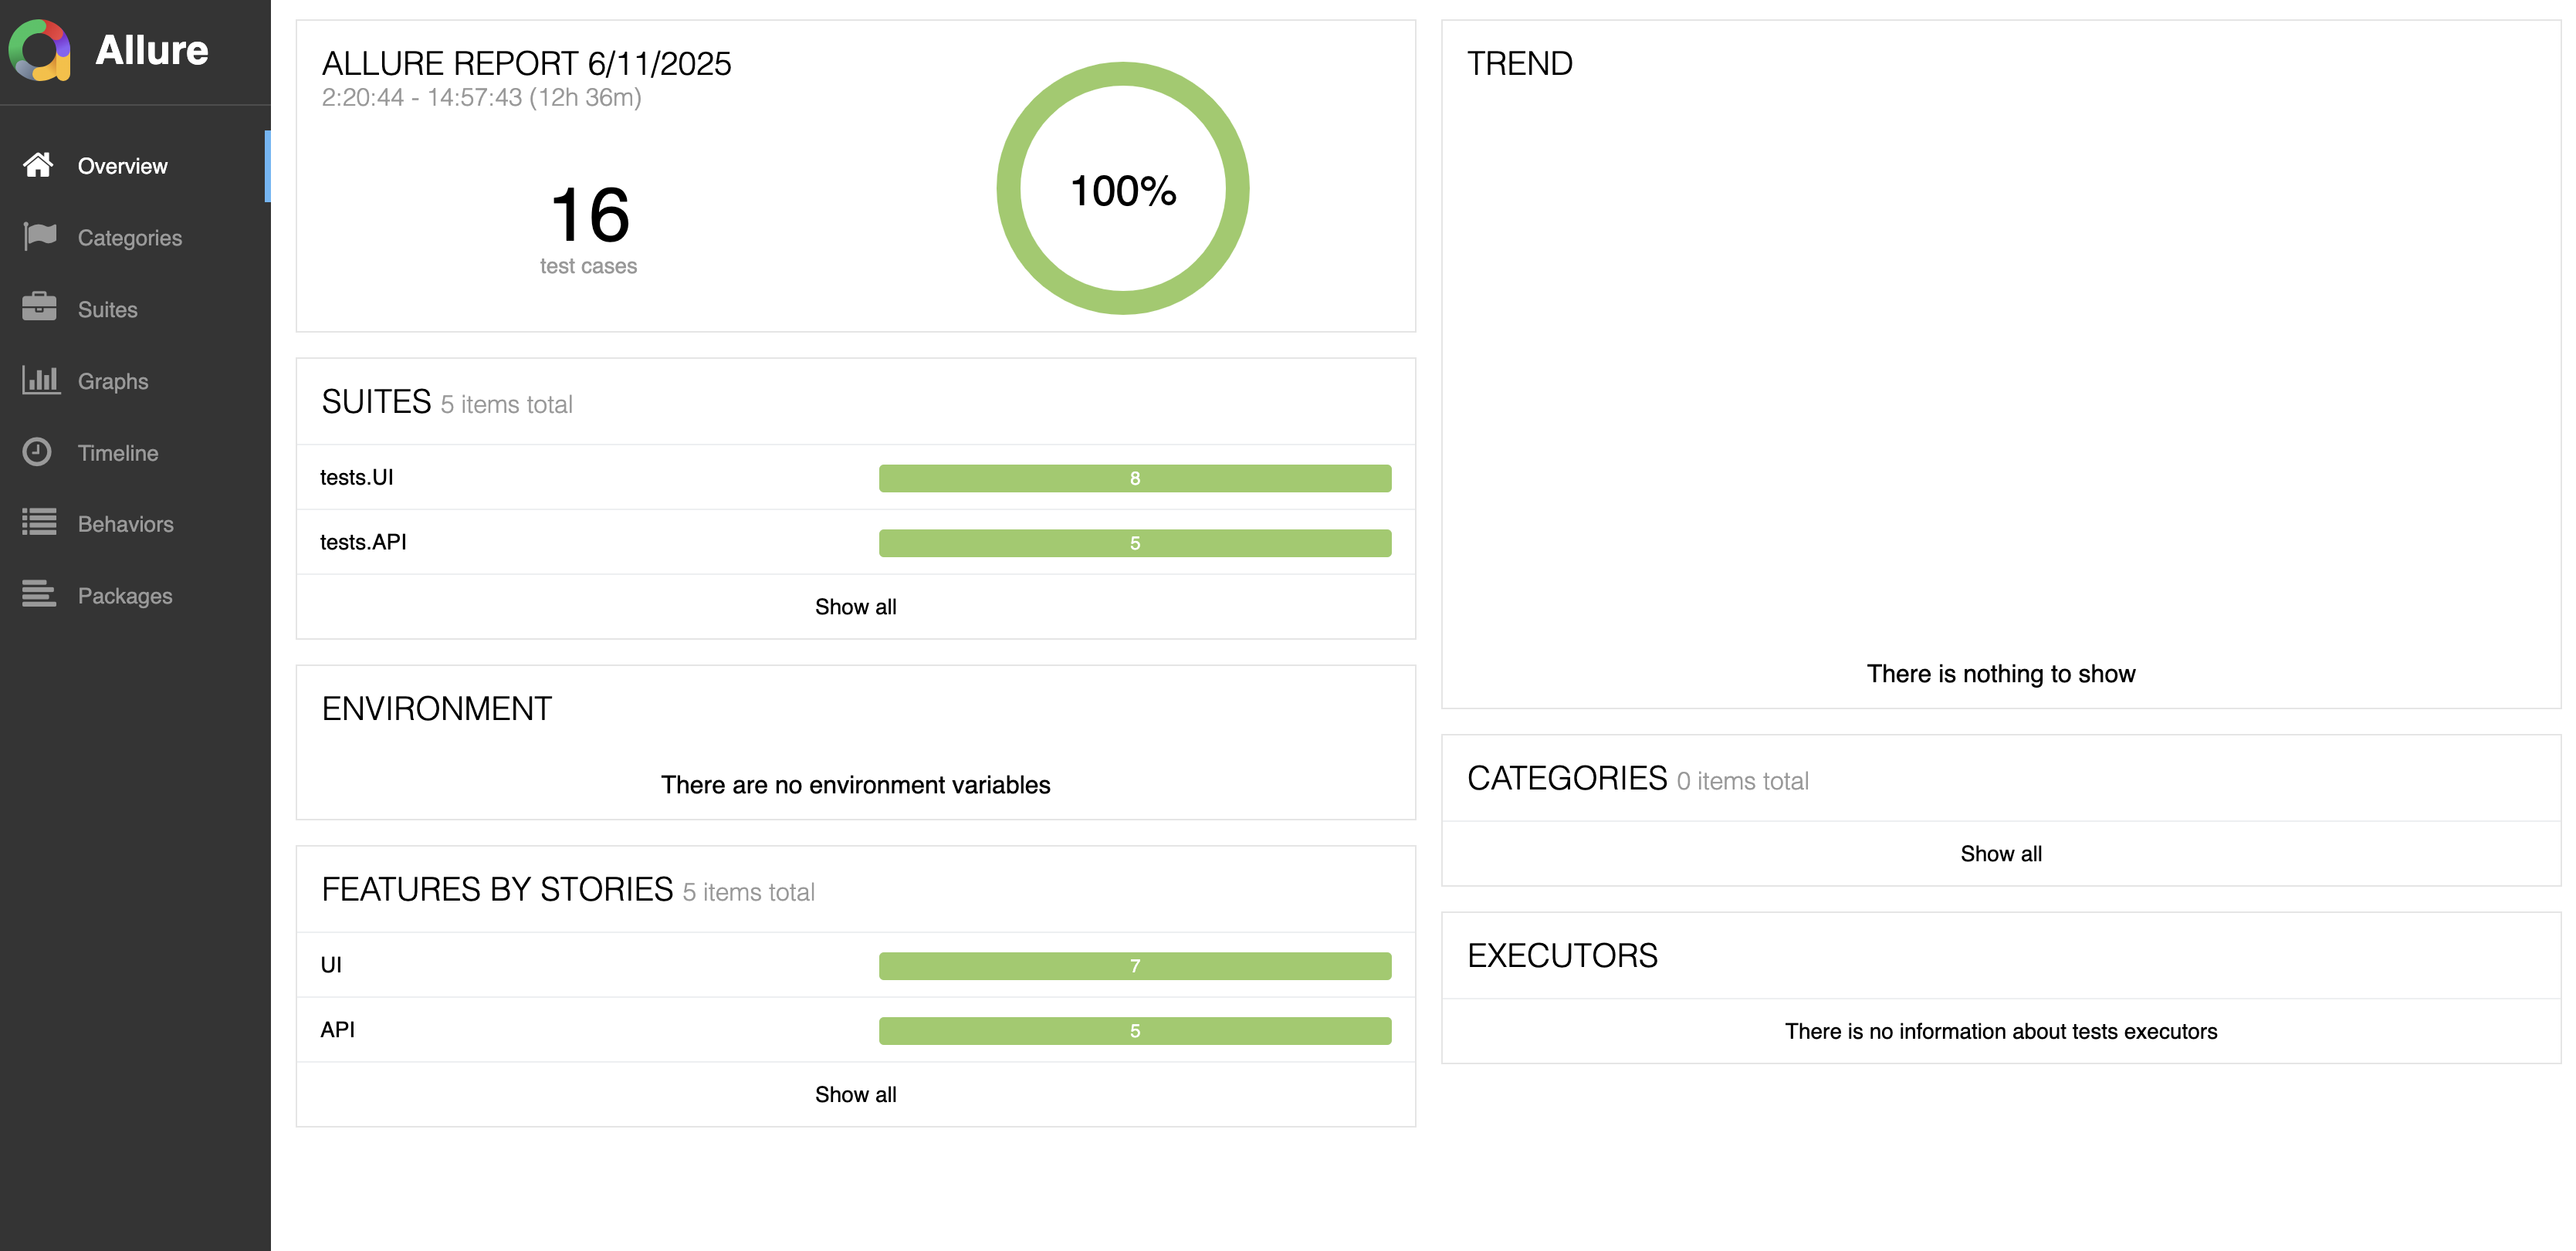 Allure
Overview
Categories
Suites
Graphs
Timeline
Behaviors
Packages
ALLURE REPORT 6/11/2025
2:20:44 - 14:57:43 (12h 36m)
16
test cases
100%
SUITES 5 items total
tests.UI 8
tests.API 5
Show all
ENVIRONMENT
There are no environment variables
FEATURES BY STORIES 5 items total
UI 7
API 5
Show all
TREND
There is nothing to show
CATEGORIES 0 items total
Show all
EXECUTORS
There is no information about tests executors